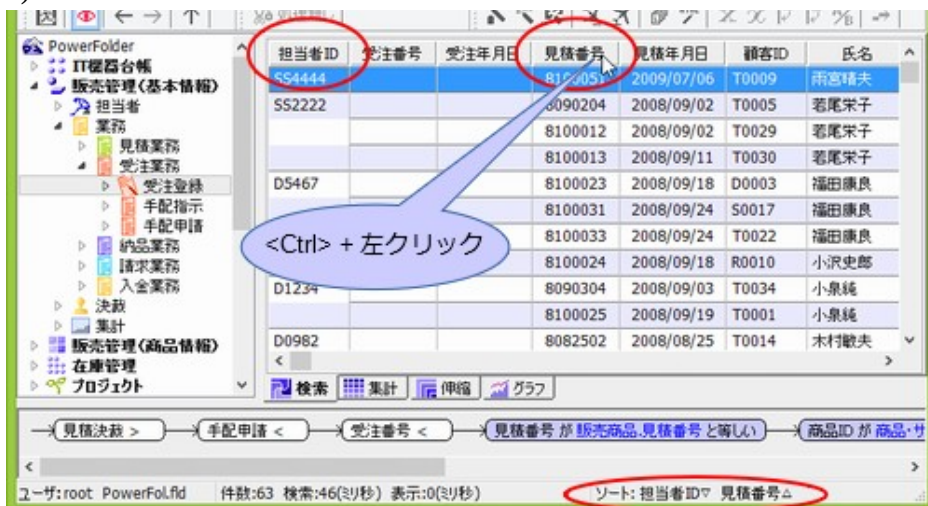 PowerFolder
IT機器台帳
販売管理(基本情報)
担当者
業務
見積業務
受注業務
受注登録
手配指示
手配申請
納品業務
請求業務
入金業務
決裁
集計
販売管理(商品情報)
在庫管理
プロジェクト
担当者ID 受注番号 受注年月日 見積番号 見積年月日 顧客ID 氏名
SS4444 8100051 2009/07/06 T0009 雨宮晴夫
SS2222 8090204 2008/09/02 T0005 若尾栄子
8100012 2008/09/02 T0029 若尾栄子
8100013 2008/09/11 T0030 若尾栄子
D5467 8100023 2008/09/18 D0003 福田康良
8100031 2008/09/24 S0017 福田康良
8100033 2008/09/24 T0022 福田康良
8100024 2008/09/18 R0010 小沢史郎
D1234 8090304 2008/09/03 T0034 小泉純
8100025 2008/09/19 T0001 小泉純
D0982 8082502 2008/08/25 T0014 木村敏夫
<Ctrl> + 左クリック
検索 集計 伸縮 グラフ
見積決裁 > 手配申請 < 受注番号 < 見積番号 が 販売商品.見積番号 と等しい 商品ID が 商品・サ
ユーザ:root PowerFol.fld 件数:63 検索:46(ミリ秒) 表示:0(ミリ秒) ソート: 担当者ID▽ 見積番号△